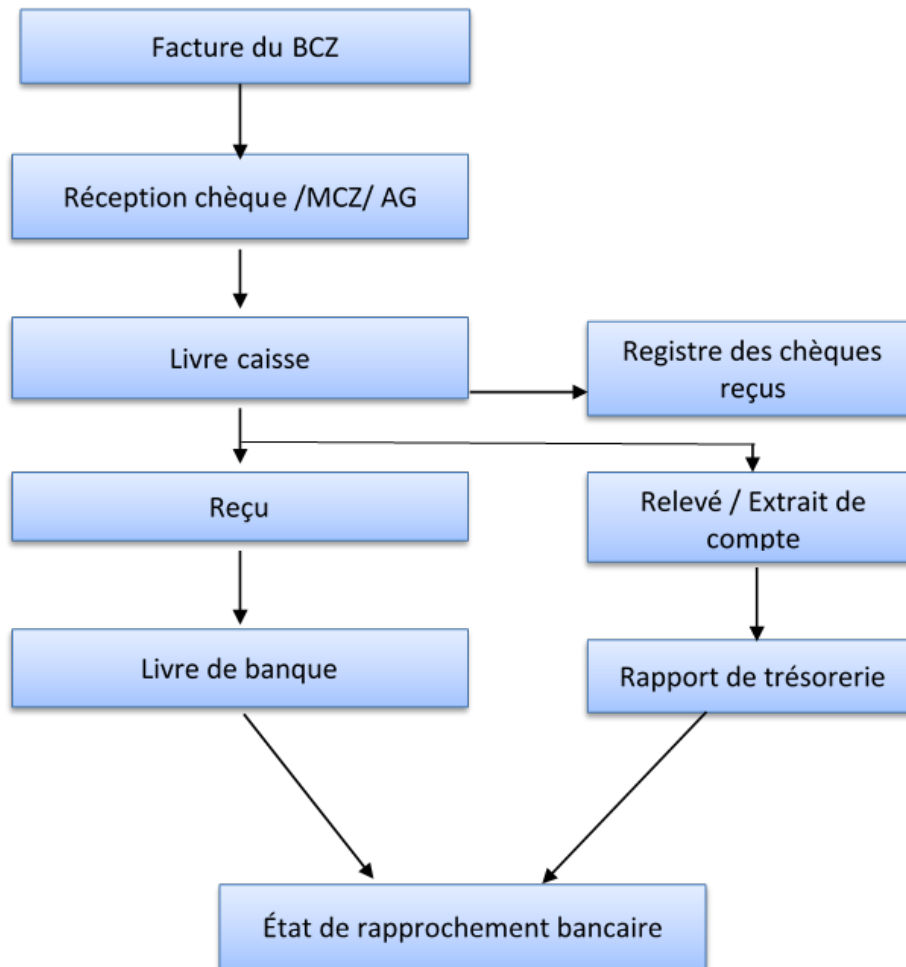 Facture du BCZ
Réception chèque /MCZ/ AG
Livre caisse
Registre des chèques
reçus
Reçu
Relevé / Extrait de
compte
Livre de banque
Rapport de trésorerie
État de rapprochement bancaire